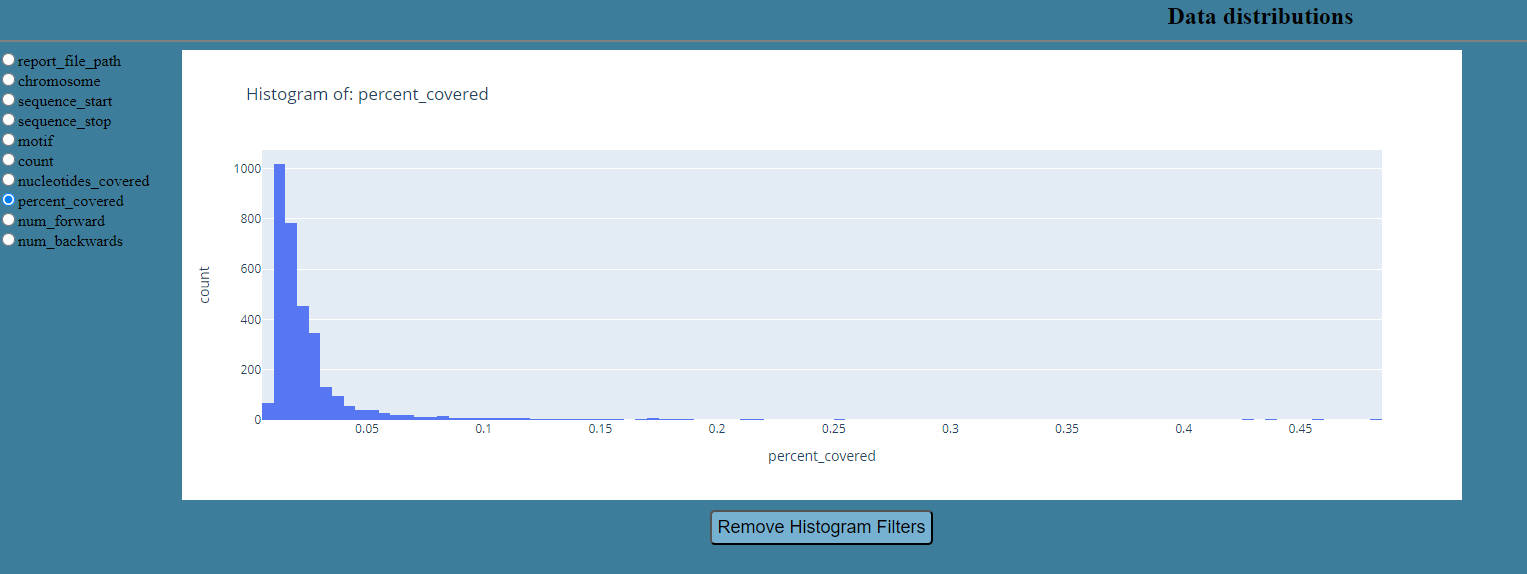 Data distributions
report_file_path
chromosome
sequence_start
sequence_stop
motif
count
nucleotides_covered
percent_covered
num_forward
num_backwards
Histogram of: percent_covered
1000
800
600
400
200
0
count
0.05 0.1 0.15 0.2 0.25 0.3 0.35 0.4 0.45
percent_covered
Remove Histogram Filters